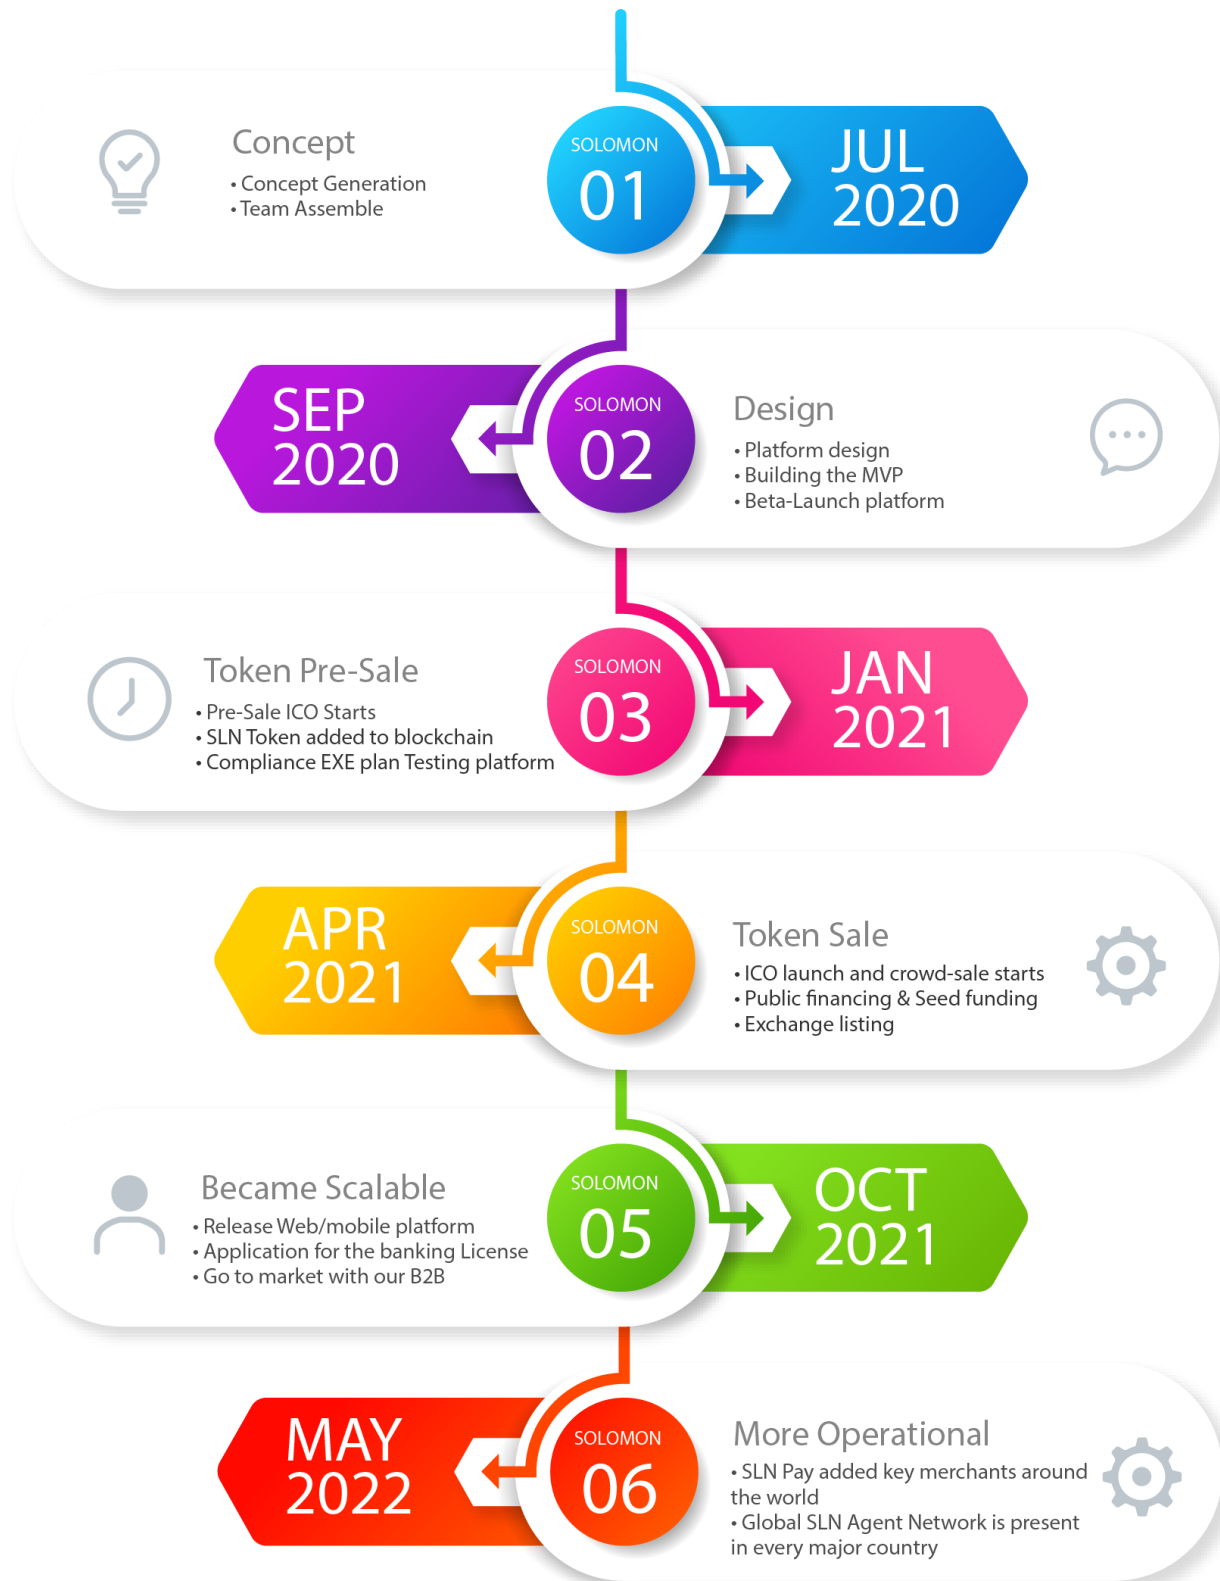 Concept
• Concept Generation
• Team Assemble
SOLOMON
01
JUL
2020
SEP
2020
SOLOMON
02
Design
• Platform design
• Building the MVP
• Beta-Launch platform
Token Pre-Sale
• Pre-Sale ICO Starts
• SLN Token added to blockchain
• Compliance EXE plan Testing platform
SOLOMON
03
JAN
2021
APR
2021
SOLOMON
04
Token Sale
• ICO launch and crowd-sale starts
• Public financing & Seed funding
• Exchange listing
Became Scalable
• Release Web/mobile platform
• Application for the banking License
• Go to market with our B2B
SOLOMON
05
OCT
2021
MAY
2022
SOLOMON
06
More Operational
• SLN Pay added key merchants around
the world
• Global SLN Agent Network is present
in every major country